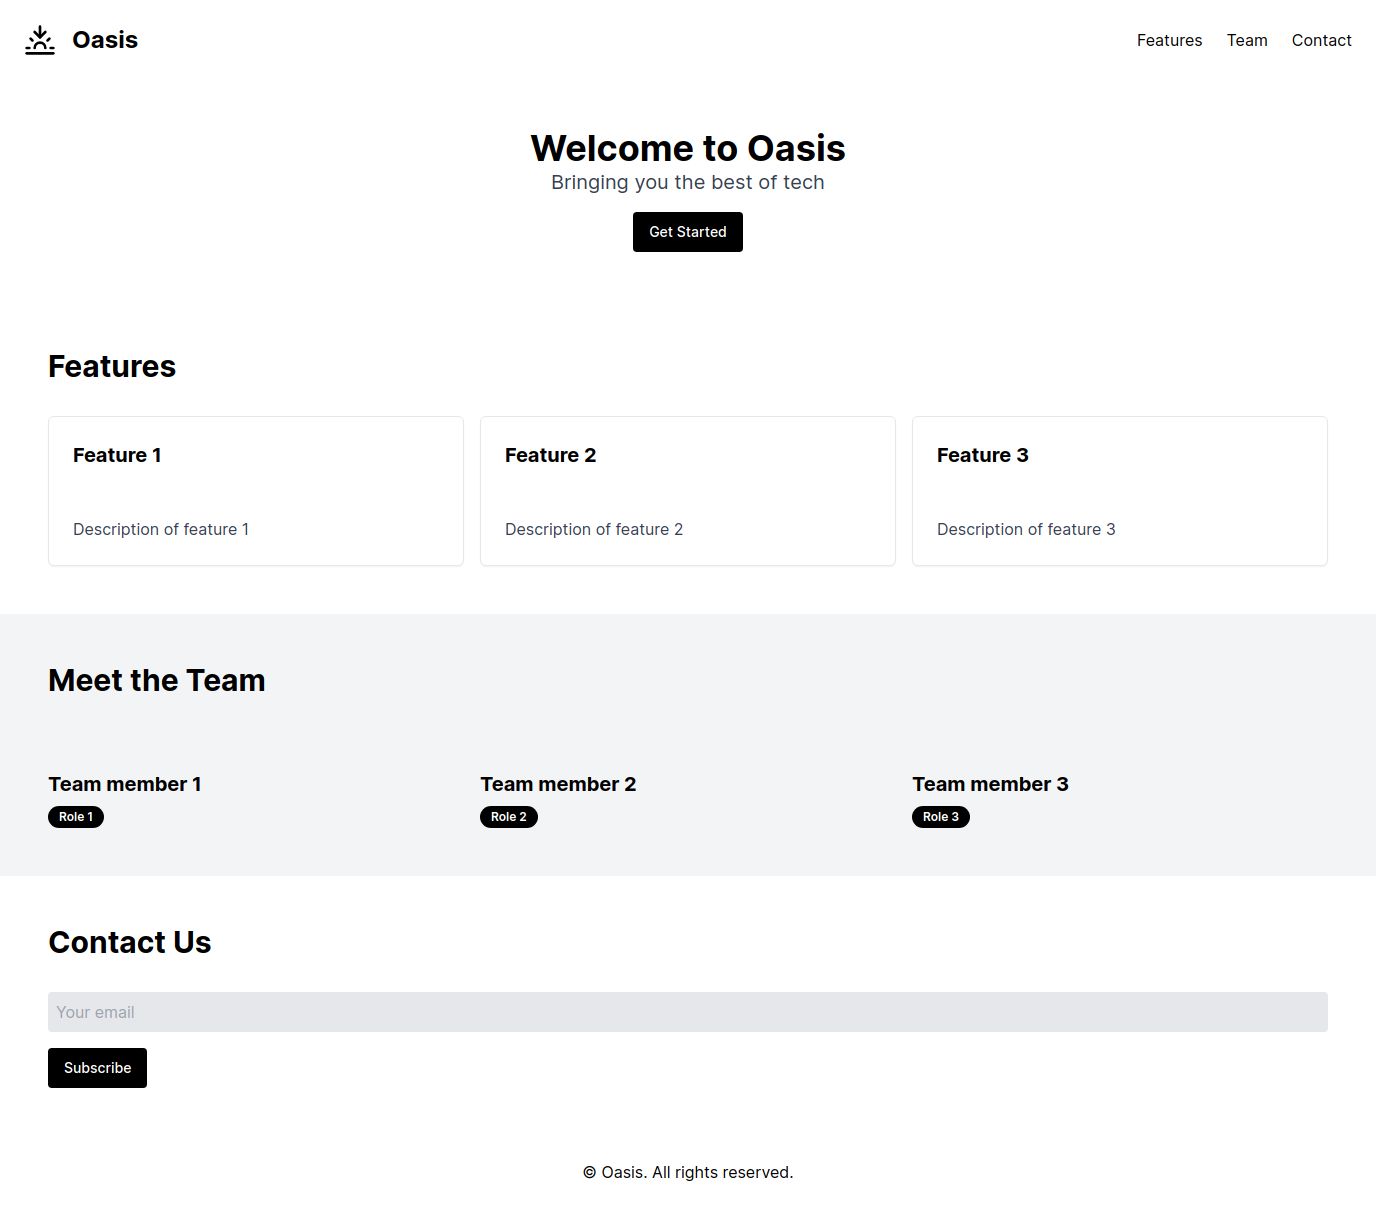 Oasis
Features Team Contact
Welcome to Oasis
Bringing you the best of tech
Get Started
Features
Feature 1
Description of feature 1
Feature 2
Description of feature 2
Feature 3
Description of feature 3
Meet the Team
Team member 1
Role 1
Team member 2
Role 2
Team member 3
Role 3
Contact Us
Your email
Subscribe
© Oasis. All rights reserved.